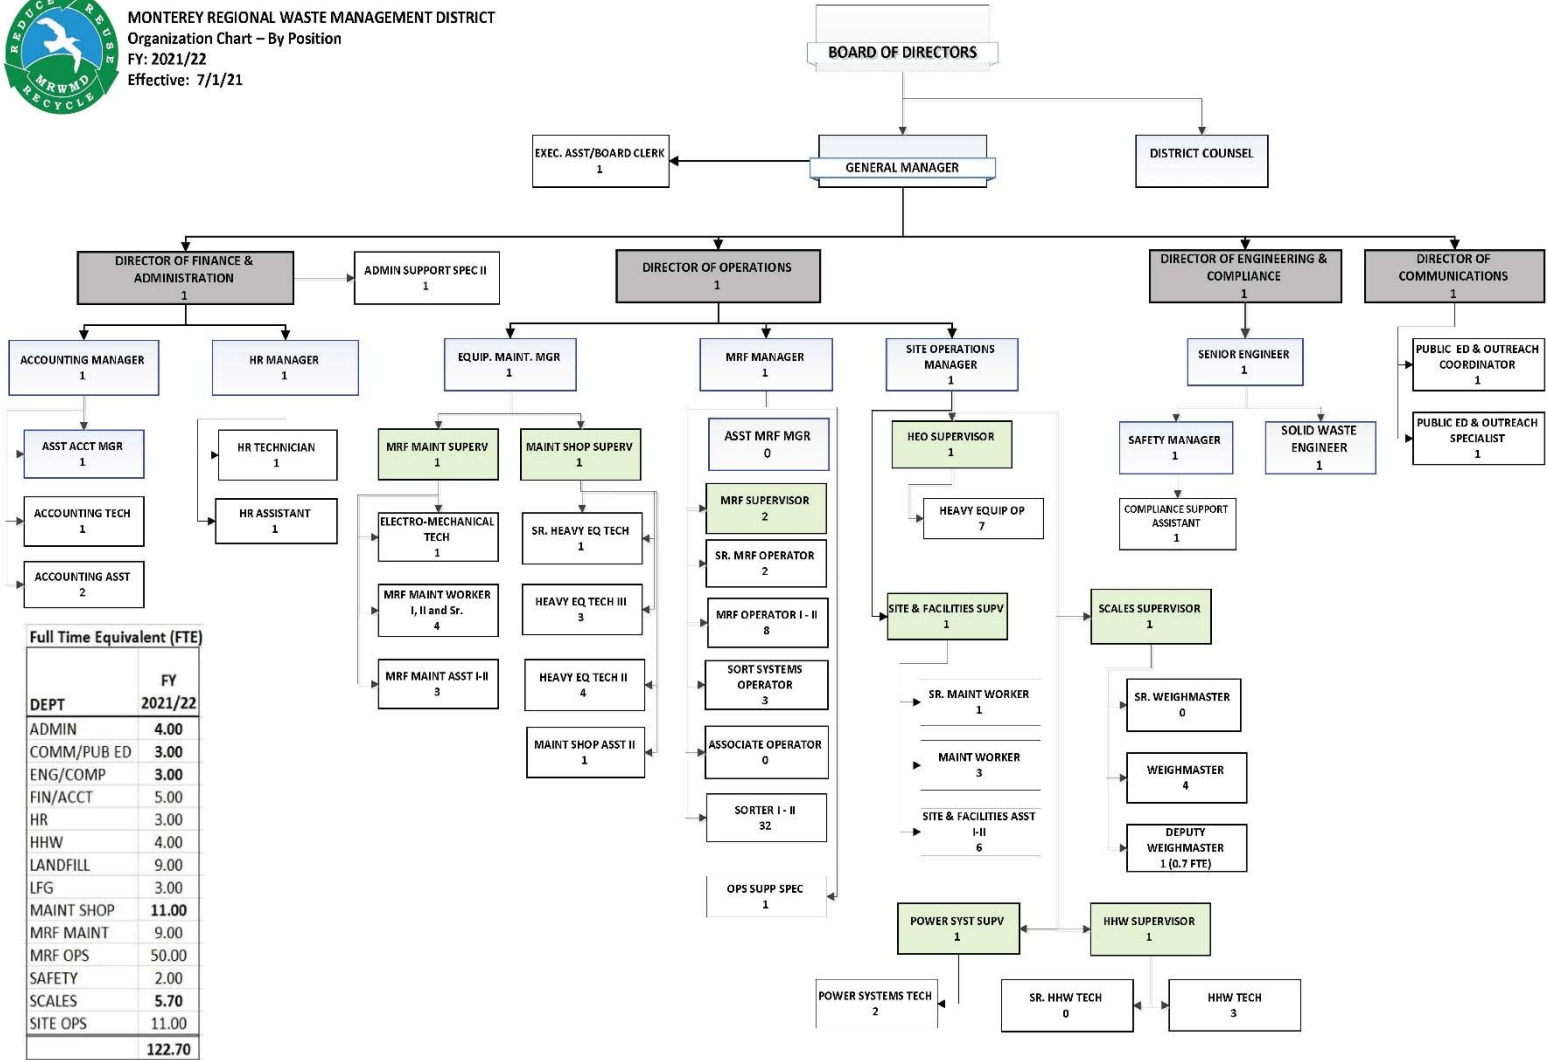 REDUCE REUSE
MRWMD
RECYCLE
MONTEREY REGIONAL WASTE MANAGEMENT DISTRICT
Organization Chart – By Position
FY: 2021/22
Effective: 7/1/21
BOARD OF DIRECTORS
EXEC. ASST/BOARD CLERK
1
GENERAL MANAGER
DISTRICT COUNSEL
DIRECTOR OF FINANCE &
ADMINISTRATION
1
ADMIN SUPPORT SPEC II
1
DIRECTOR OF OPERATIONS
1
DIRECTOR OF ENGINEERING &
COMPLIANCE
1
DIRECTOR OF
COMMUNICATIONS
1
ACCOUNTING MANAGER
1
HR MANAGER
1
EQUIP. MAINT. MGR
1
MRF MANAGER
1
SITE OPERATIONS
MANAGER
1
SENIOR ENGINEER
1
PUBLIC ED & OUTREACH
COORDINATOR
1
PUBLIC ED & OUTREACH
SPECIALIST
1
ASST ACCT MGR
1
ACCOUNTING TECH
1
ACCOUNTING ASST
2
HR TECHNICIAN
1
HR ASSISTANT
1
MRF MAINT SUPERV
1
ELECTRO-MECHANICAL
TECH
1
MRF MAINT WORKER
I, II and Sr.
4
MRF MAINT ASST I-II
3
MAINT SHOP SUPERV
1
SR. HEAVY EQ TECH
1
HEAVY EQ TECH III
3
HEAVY EQ TECH II
4
MAINT SHOP ASST II
1
ASST MRF MGR
0
MRF SUPERVISOR
2
SR. MRF OPERATOR
2
MRF OPERATOR I - II
8
SORT SYSTEMS
OPERATOR
3
ASSOCIATE OPERATOR
0
SORTER I - II
32
OPS SUPP SPEC
1
HEO SUPERVISOR
1
HEAVY EQUIP OP
7
SITE & FACILITIES SUPV
1
SR. MAINT WORKER
1
MAINT WORKER
3
SITE & FACILITIES ASST
I-II
6
SCALES SUPERVISOR
1
SR. WEIGHMASTER
0
WEIGHMASTER
4
DEPUTY
WEIGHMASTER
1 (0.7 FTE)
POWER SYST SUPV
1
POWER SYSTEMS TECH
2
HHW SUPERVISOR
1
SR. HHW TECH
0
HHW TECH
3
SAFETY MANAGER
1
SOLID WASTE
ENGINEER
1
COMPLIANCE SUPPORT
ASSISTANT
1
Full Time Equivalent (FTE)
FY
DEPT 2021/22
ADMIN 4.00
COMM/PUB ED 3.00
ENG/COMP 3.00
FIN/ACCT 5.00
HR 3.00
HHW 4.00
LANDFILL 9.00
LFG 3.00
MAINT SHOP 11.00
MRF MAINT 9.00
MRF OPS 50.00
SAFETY 2.00
SCALES 5.70
SITE OPS 11.00
122.70